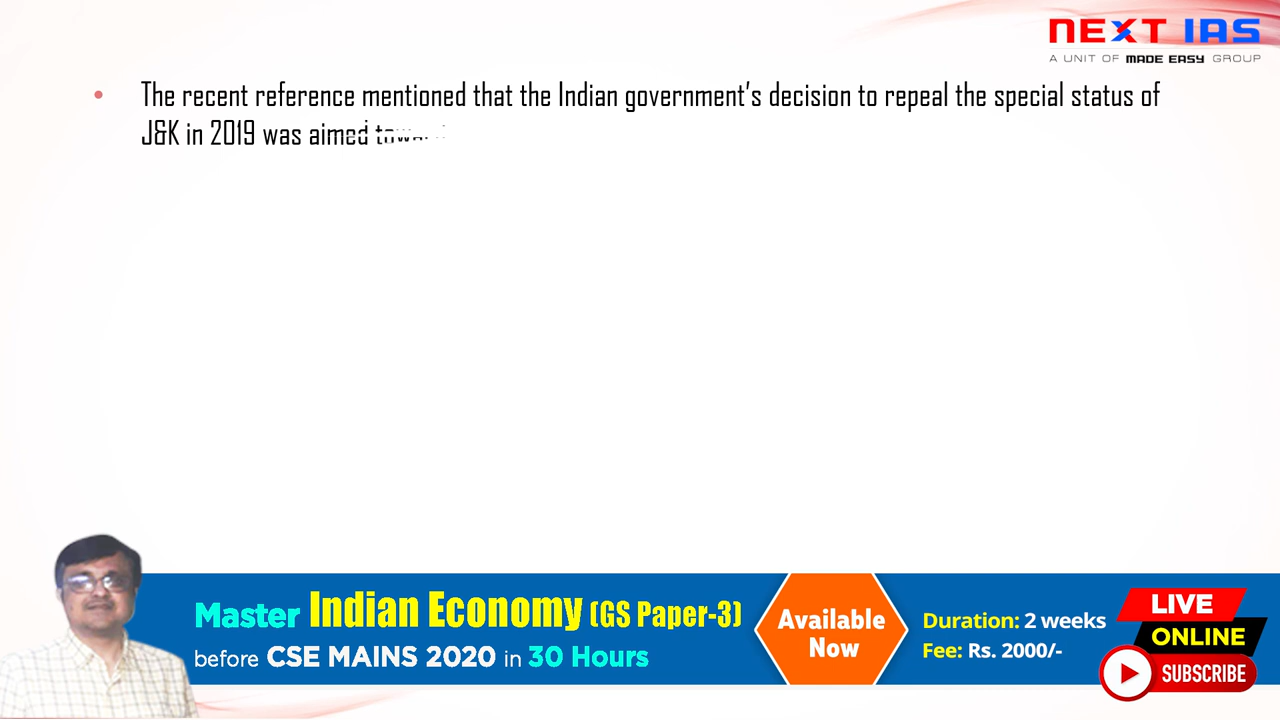 NEXT IAS
A UNIT OF MADE EASY GROUP
• The recent reference mentioned that the Indian government’s decision to repeal the special status of
J&K in 2019 was aimed
Master Indian Economy (GS Paper-3)
before CSE MAINS 2020 in 30 Hours
Available
Now
Duration: 2 weeks
Fee: Rs. 2000/-
LIVE
ONLINE
SUBSCRIBE